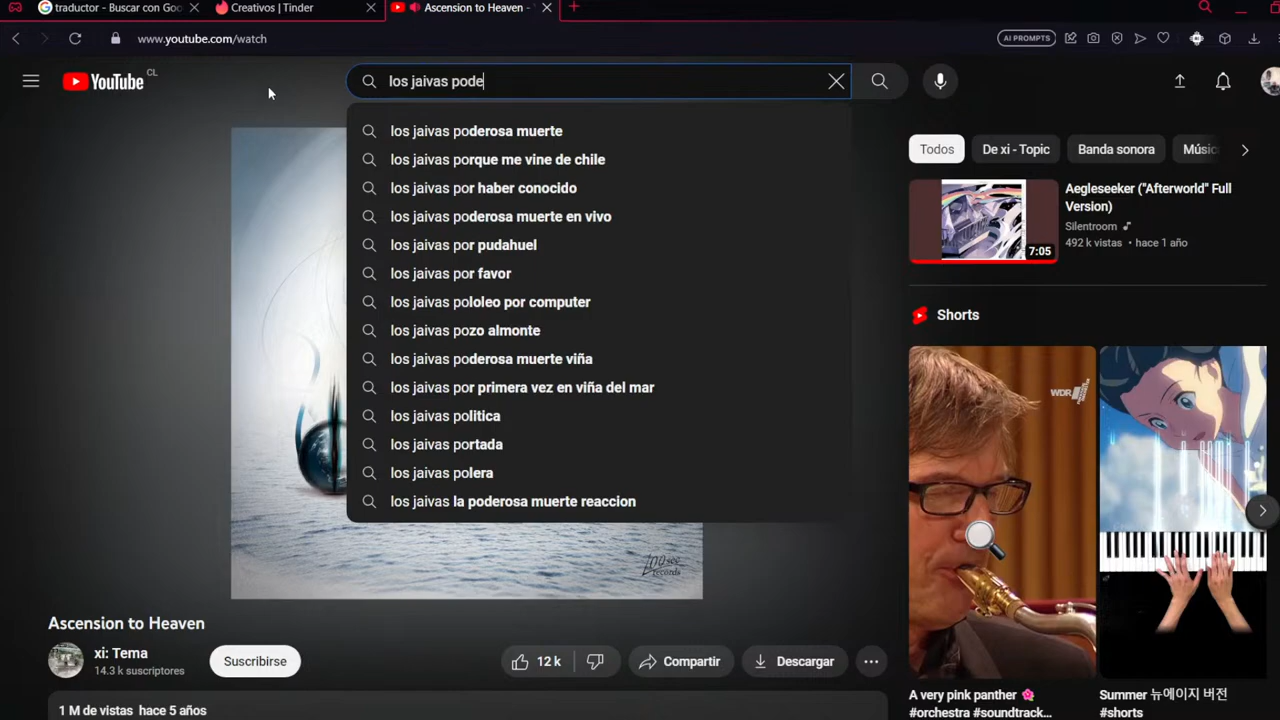 traductor - Buscar con Goo
Creativos | Tinder
Ascension to Heaven -
www.youtube.com/watch
AI PROMPTS
YouTube CL
los jaivas pode
los jaivas poderosa muerte
los jaivas porque me vine de chile
los jaivas por haber conocido
los jaivas poderosa muerte en vivo
los jaivas por pudahuel
los jaivas por favor
los jaivas pololeo por computer
los jaivas pozo almonte
los jaivas poderosa muerte viña
los jaivas por primera vez en viña del mar
los jaivas politica
los jaivas portada
los jaivas polera
los jaivas la poderosa muerte reaccion
100sec
records
Ascension to Heaven
xi: Tema
14.3 k suscriptores
Suscribirse
12 k
Compartir
Descargar
1 M de vistas hace 5 años
Todos
De xi - Topic
Banda sonora
Músic
Aegleseeker ("Afterworld" Full
Version)
Silentroom
492 k vistas • hace 1 año
7:05
Shorts
WDR
A very pink panther
#orchestra #soundtrack...
Summer 뉴에이지 버전
#shorts